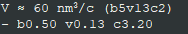 V ≈ 60 nm³/c (b5v13c2)
- b0.50 v0.13 c3.20